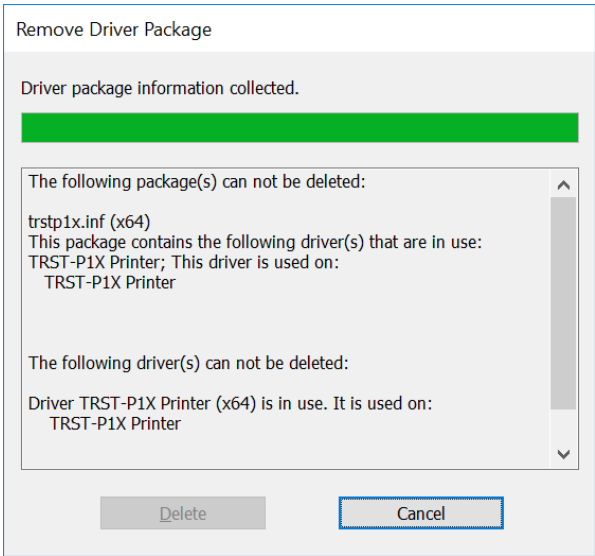 Remove Driver Package
Driver package information collected.
The following package(s) can not be deleted:
trstp1x.inf (x64)
This package contains the following driver(s) that are in use:
TRST-P1X Printer; This driver is used on:
TRST-P1X Printer
The following driver(s) can not be deleted:
Driver TRST-P1X Printer (x64) is in use. It is used on:
TRST-P1X Printer
Delete
Cancel